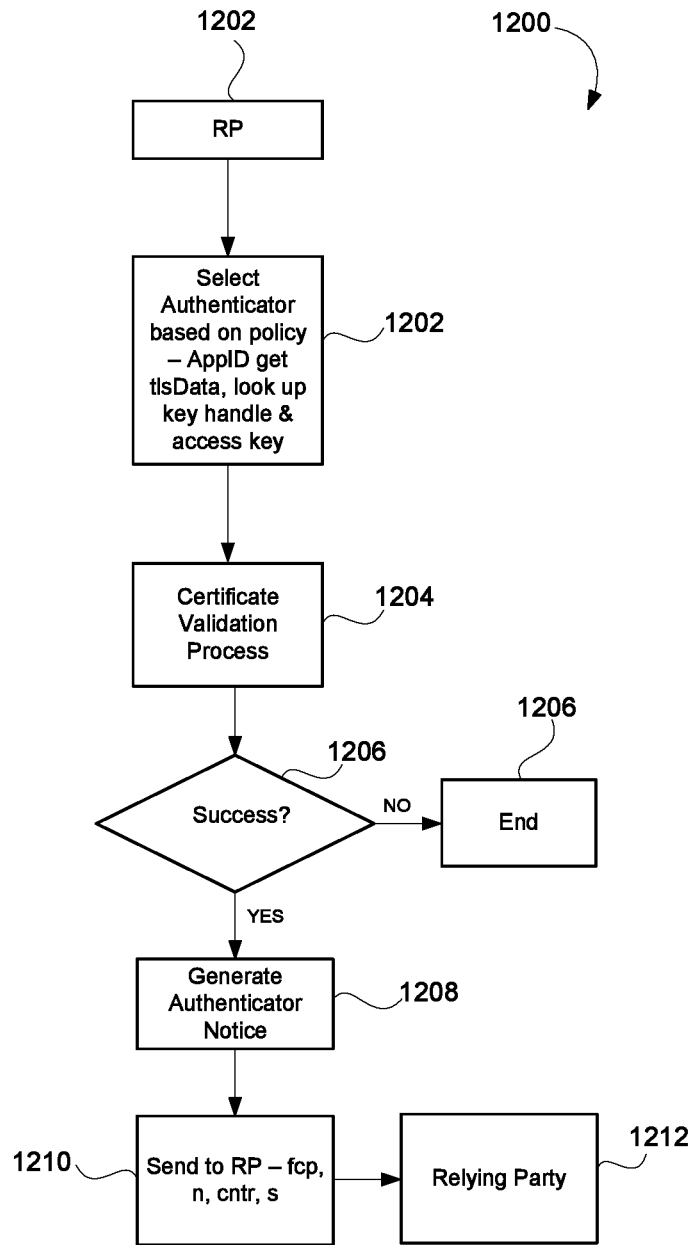 1202
1200
RP
Select
Authenticator
based on policy
– AppID get
tlsData, look up
key handle &
access key
1202
Certificate
Validation
Process
1204
1206
1206
Success?
NO
End
YES
Generate
Authenticator
Notice
1208
1210
Send to RP – fcp,
n, cntr, s
Relying Party
1212